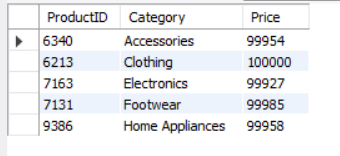 ProductID Category Price
6340 Accessories 99954
6213 Clothing 100000
7163 Electronics 99927
7131 Footwear 99985
9386 Home Appliances 99958